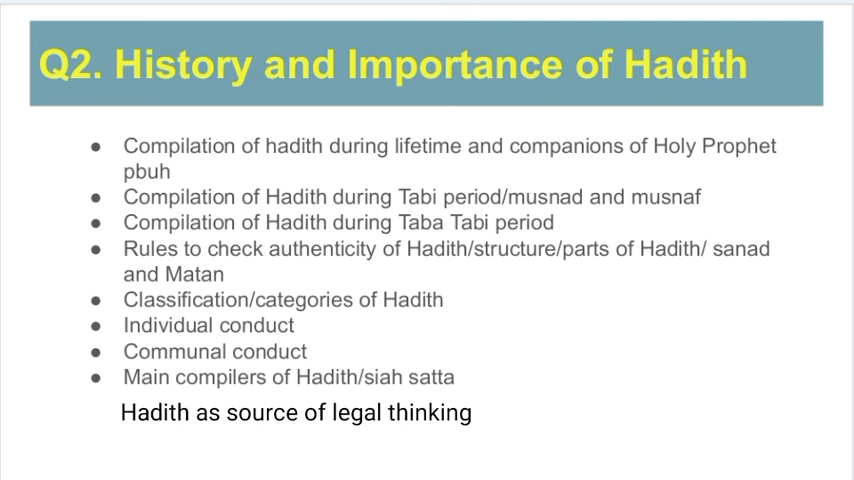 Q2. History and Importance of Hadith
● Compilation of hadith during lifetime and companions of Holy Prophet
pbuh
● Compilation of Hadith during Tabi period/musnad and musnaf
● Compilation of Hadith during Taba Tabi period
● Rules to check authenticity of Hadith/structure/parts of Hadith/ sanad
and Matan
● Classification/categories of Hadith
● Individual conduct
● Communal conduct
● Main compilers of Hadith/siah satta
Hadith as source of legal thinking